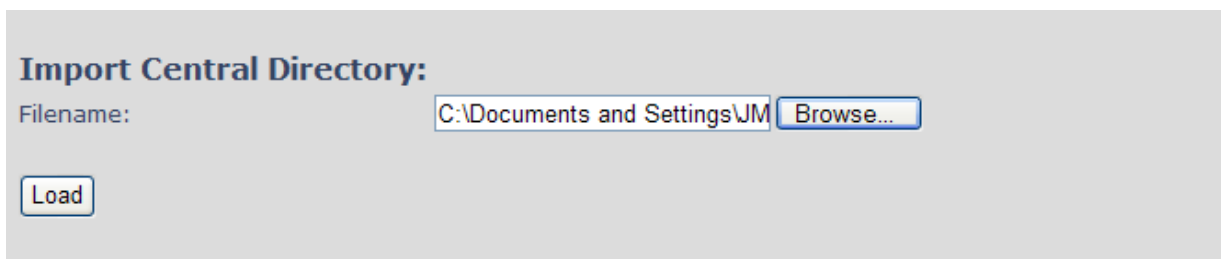 Import Central Directory:
Filename: C:\Documents and Settings\JM Browse...
Load